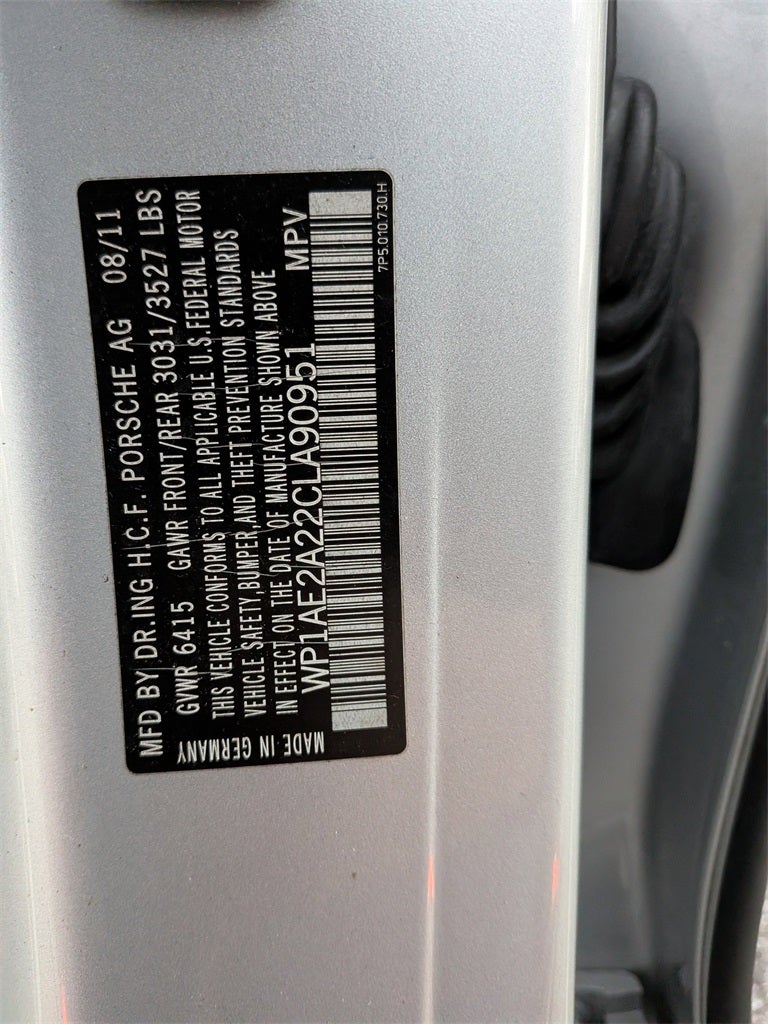 MFD BY DR.ING H.C.F. PORSCHE AG 08/11
GVWR 6415 GAWR FRONT/REAR 3031/3527 LBS
THIS VEHICLE CONFORMS TO ALL APPLICABLE U.S.FEDERAL MOTOR
VEHICLE SAFETY,BUMPER,AND THEFT PREVENTION STANDARDS
IN EFFECT ON THE DATE OF MANUFACTURE SHOWN ABOVE
WP1AE2A22CLA90951 MPV
7P5.010.730.H
MADE IN GERMANY